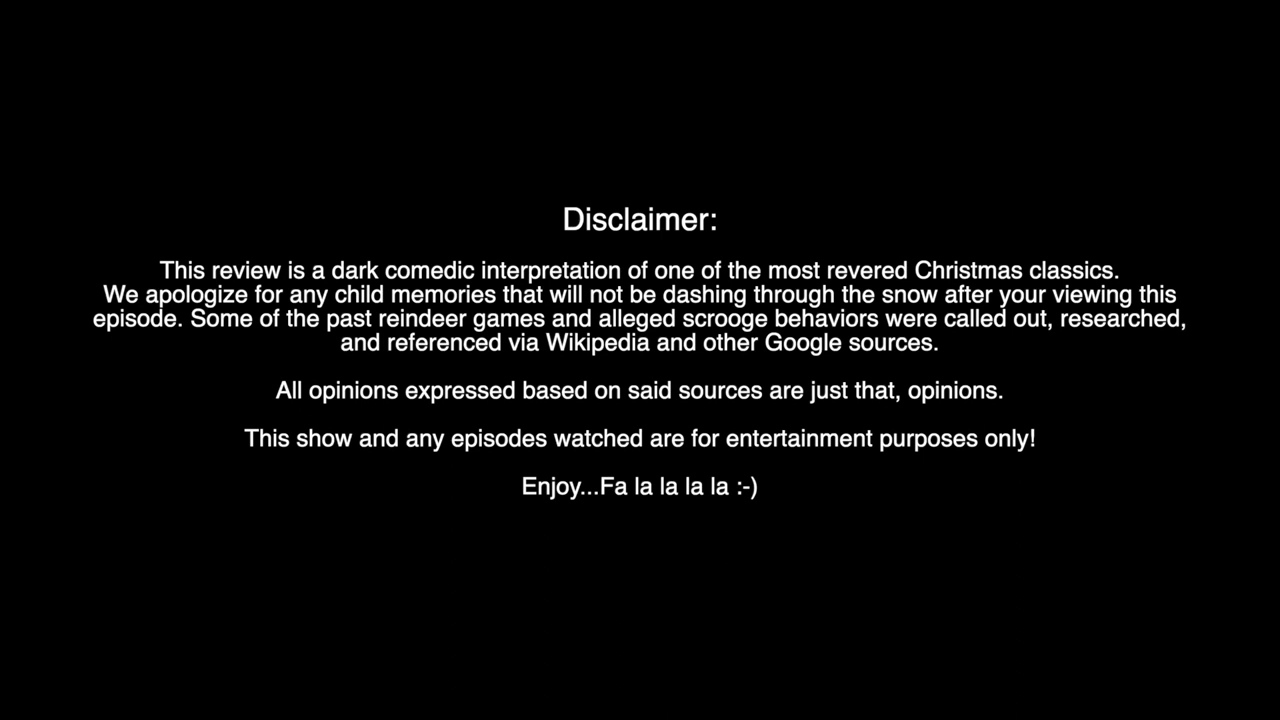 Disclaimer:
This review is a dark comedic interpretation of one of the most revered Christmas classics.
We apologize for any child memories that will not be dashing through the snow after your viewing this
episode. Some of the past reindeer games and alleged scrooge behaviors were called out, researched,
and referenced via Wikipedia and other Google sources.
All opinions expressed based on said sources are just that, opinions.
This show and any episodes watched are for entertainment purposes only!
Enjoy...Fa la la la la :-)